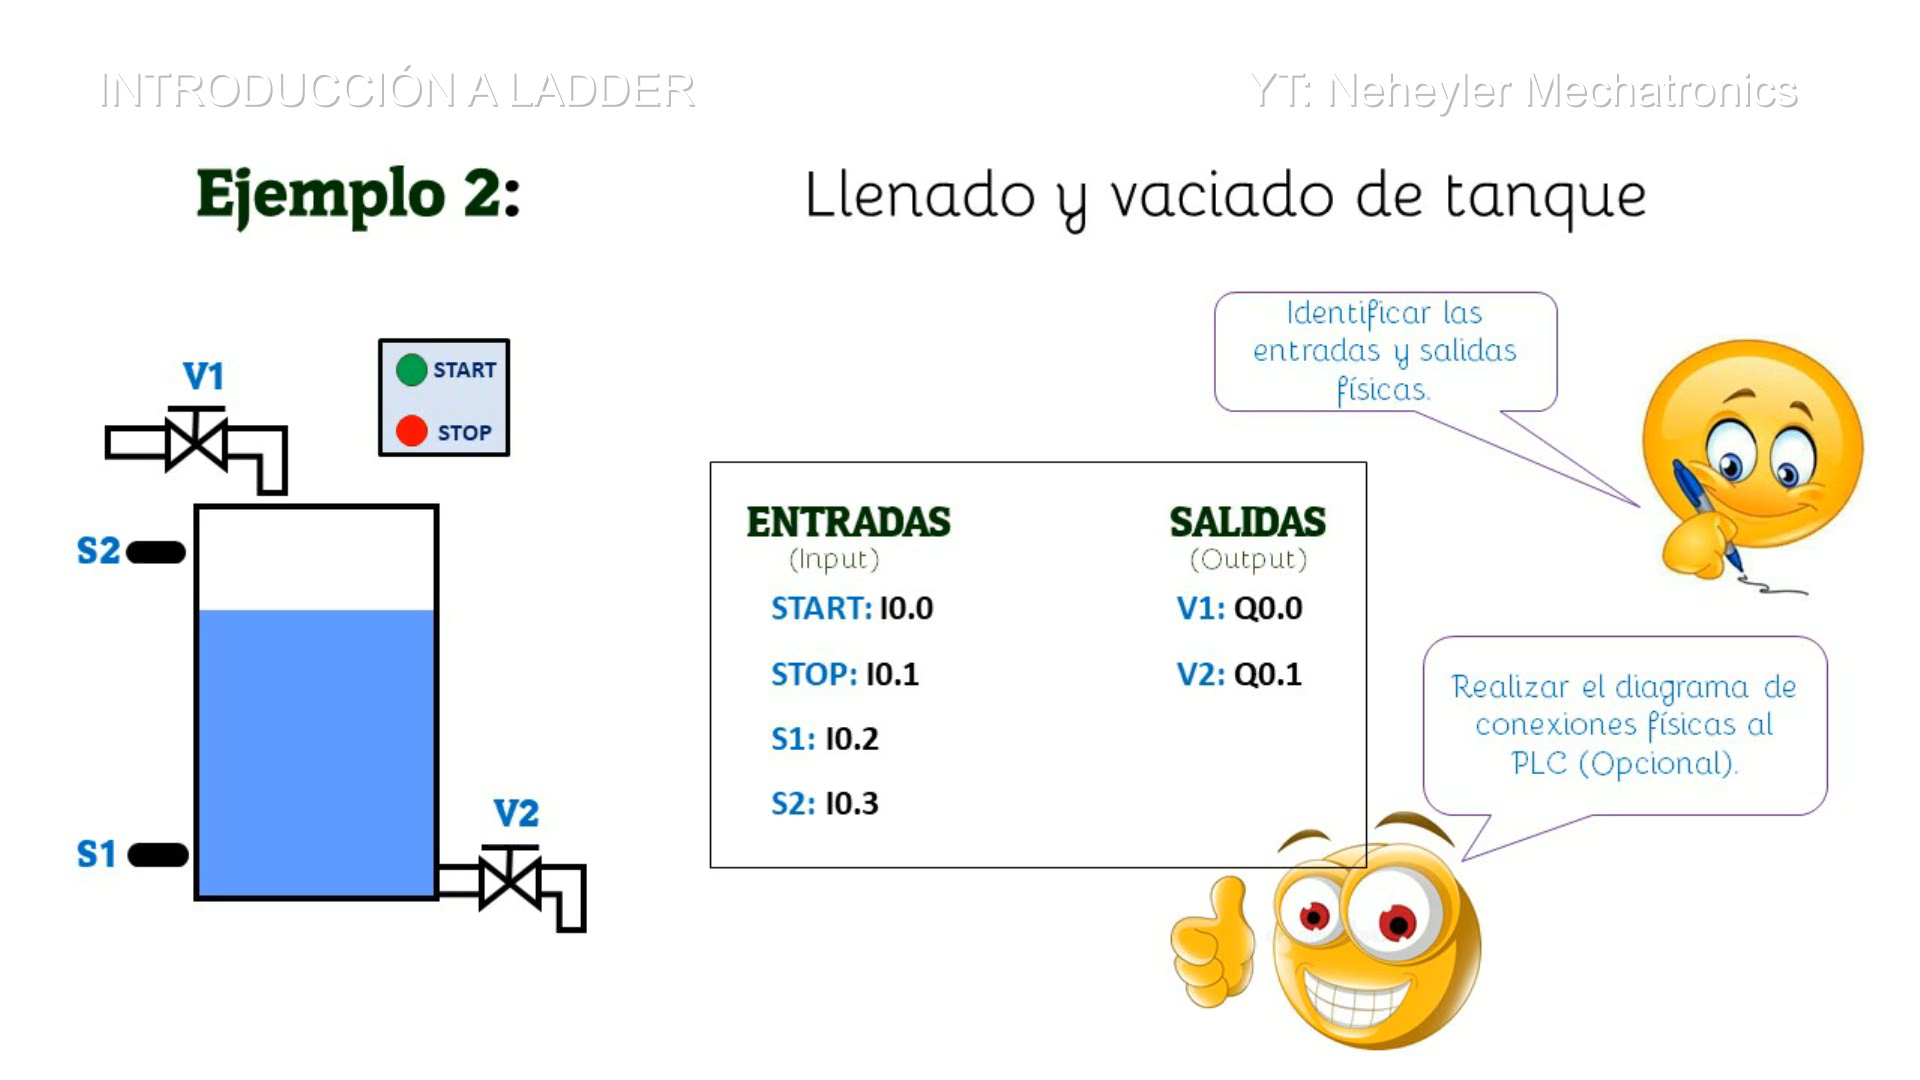 INTRODUCCIÓN A LADDER
YT: Neheyler Mechatronics
Ejemplo 2:
Llenado y vaciado de tanque
Identificar las
entradas y salidas
físicas.
V1
START
STOP
S2
S1
V2
ENTRADAS
(Input)
START: I0.0
STOP: I0.1
S1: I0.2
S2: I0.3
SALIDAS
(Output)
V1: Q0.0
V2: Q0.1
Realizar el diagrama de
conexiones físicas al
PLC (Opcional).